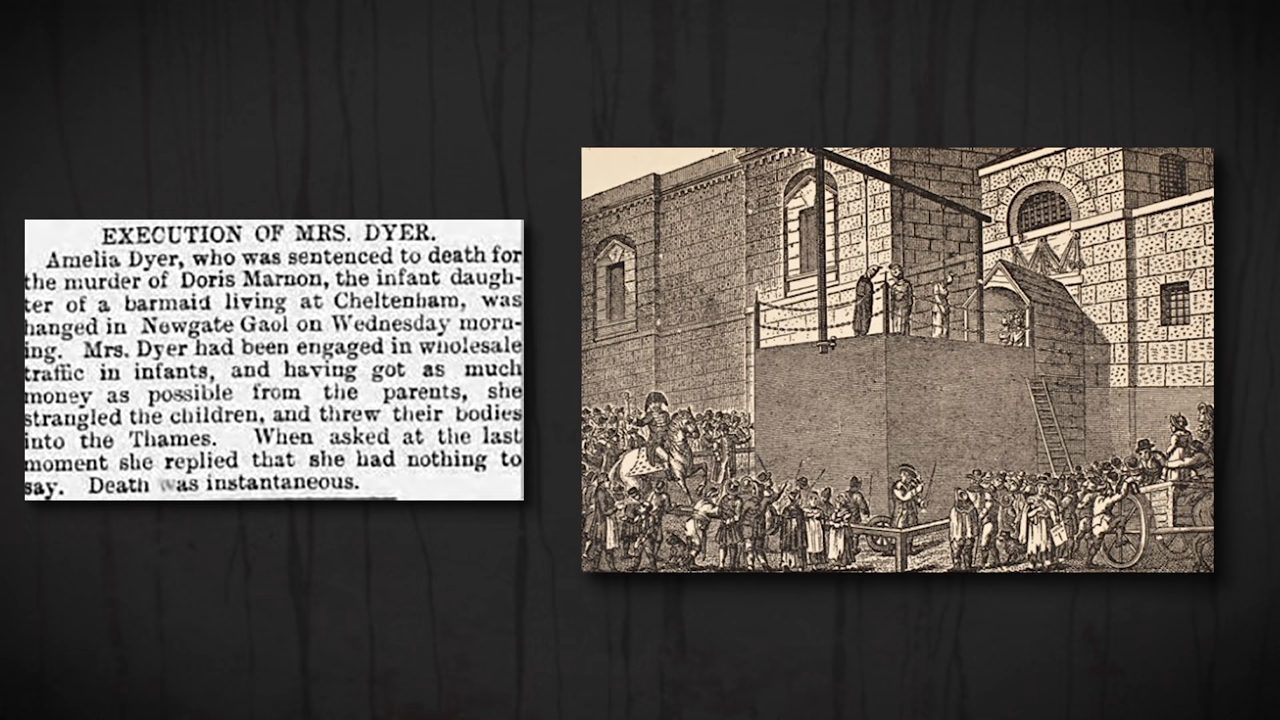 EXECUTION OF MRS. DYER.
Amelia Dyer, who was sentenced to death for
the murder of Doris Marnon, the infant daugh-
ter of a barmaid living at Cheltenham, was
hanged in Newgate Gaol on Wednesday morn-
ing. Mrs. Dyer had been engaged in wholesale
traffic in infants, and having got as much
money as possible from the parents, she
strangled the children, and threw their bodies
into the Thames. When asked at the last
moment she replied that she had nothing to
say. Death was instantaneous.